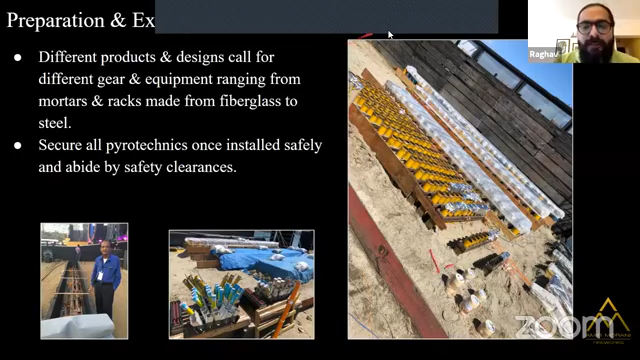 Preparation & Ex
Raghav
● Different products & designs call for
different gear & equipment ranging from
mortars & racks made from fiberglass to
steel.
● Secure all pyrotechnics once installed safely
and abide by safety clearances.
zoom